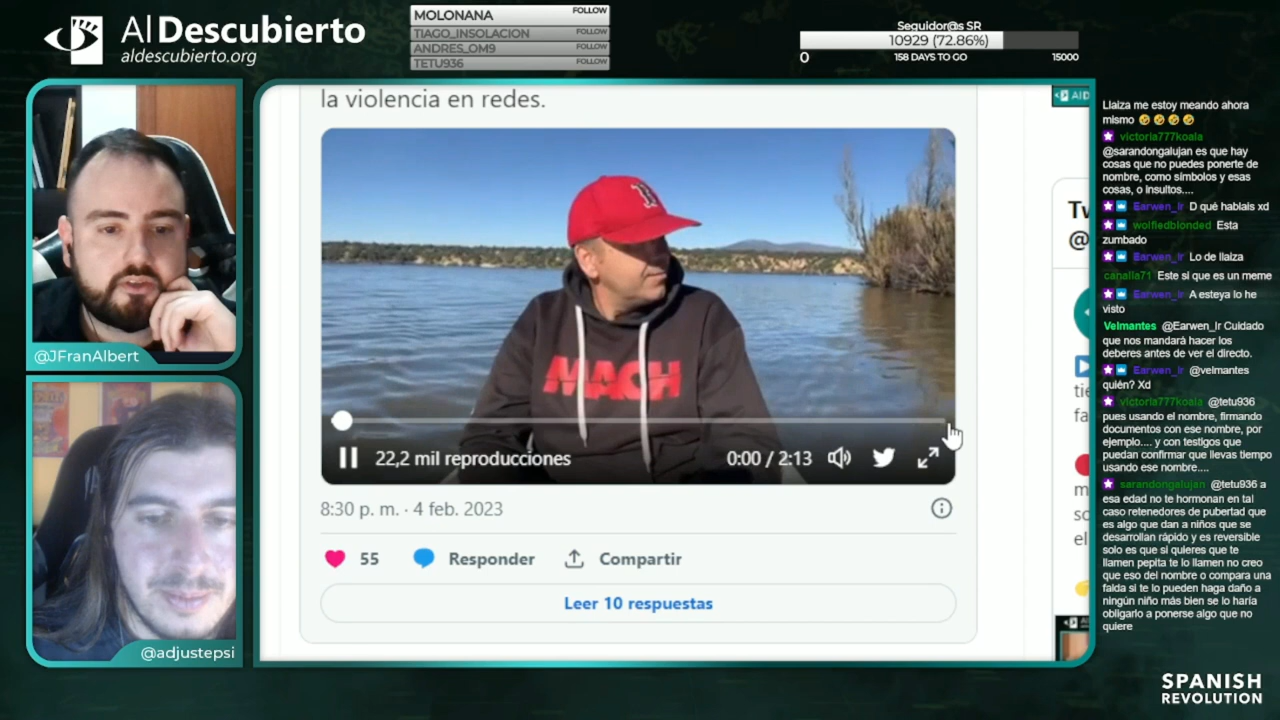 Al Descubierto
aldescubierto.org
MOLONANA FOLLOW
TIAGO_INSOLACION FOLLOW
ANDRES_OM9 FOLLOW
TETU936 FOLLOW
Seguidor@s SR
10929 (72.86%)
0 158 DAYS TO GO 15000
@JFranAlbert
@adjustepsi
la violencia en redes.
MACH
22,2 mil reproducciones
0:00 / 2:13
8:30 p. m. · 4 feb. 2023
55 Responder Compartir
Leer 10 respuestas
Al D
Tv
@
tie
fa
m
so
el
Llaiza me estoy meando ahora
mismo 🤣🤣🤣🤣
victoria777koala
@sarandongalujan es que hay
cosas que no puedes ponerte de
nombre, como símbolos y esas
cosas, o insultos....
Earwen_Ir D qué hablais xd
wolfiedblonded Esta
zumbado
Earwen_Ir Lo de llaiza
canalla71 Este si que es un meme
Earwen_Ir A esteya lo he
visto
Velmantes @Earwen_Ir Cuidado
que nos mandará hacer los
deberes antes de ver el directo.
Earwen_Ir @velmantes
quién? Xd
victoria777koala @tetu936
pues usando el nombre, firmando
documentos con ese nombre, por
ejemplo.... y con testigos que
puedan confirmar que llevas tiempo
usando ese nombre....
sarandongalujan @tetu936 a
esa edad no te hormonan en tal
caso retenedores de pubertad que
es algo que dan a niños que se
desarrollan rápido y es reversible
solo es que si quieres que te
llamen pepita te lo llamen no creo
que eso del nombre o compara una
falda si te lo pueden haga daño a
ningún niño más bien se lo haría
obligarlo a ponerse algo que no
quiere
SPANISH
REVOLUTION